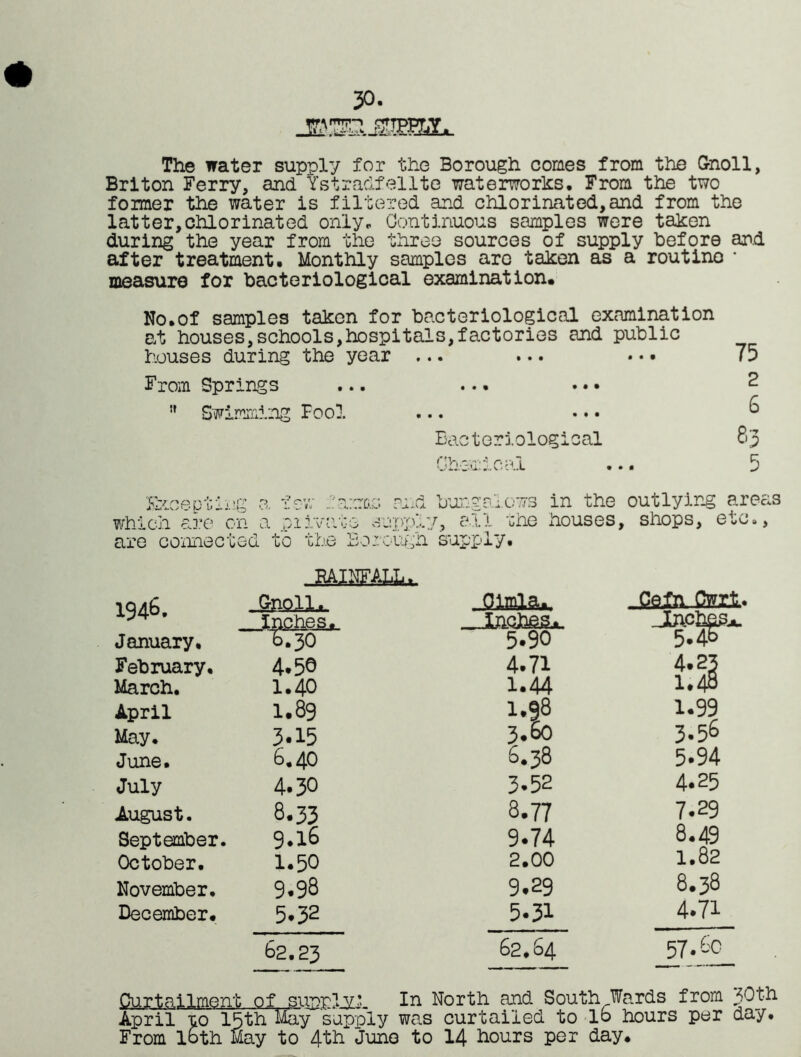 30.
WATER SUPPLY.
The water supply for the Borough comes from the Gnoll,
Briton Ferry, and Ystradfellte waterworks. From the two
former the water is filtered and chlorinated,and from the
latter,chlorinated only. Continuous samples were taken
during the year from the three sources of supply before and
after treatment. Monthly samples are taken as a routine
measure for bacteriological examination.
No.of samples taken for bacteriological examination
at houses,schools,hospitals,factories and public
houses during the year ... ... ... 75
From Springs ... ... ... 2
" Swimming Pool ... ... 6
Bacteriological 83
Chemical ... 5
Excepting a few farms and bungalows in the outlying areas
which are on a private supply, all the houses, shops, etc.,
are connected to the Borough supply.
RAINFALL.
1946. Gnoll. Cimla. Cefn Cwrt.
Inches. Inches. Inches.
January. 6.30 5.90 5.46
February. 4.50 4.71 4.23
March. 1.40 1.44 1.48
April 1.89 1.98 1.99
May. 3.15 3.60 3.56
June. 6.40 6.38 5.94
July 4.30 3.52 4.25
August. 8.33 8.77 7.29
September. 9.16 9.74 8.49
October. 1.50 2.00 1.82
November. 9.98 9.29 8.38
December. 5.32 5.31 4.71
62.23 62.64 57.60
Curtailment of supply: In North and South Wards from 30th
April to 15th May supply was curtailed to 16 hours per day.
From 16th May to 4th June to 14 hours per day.